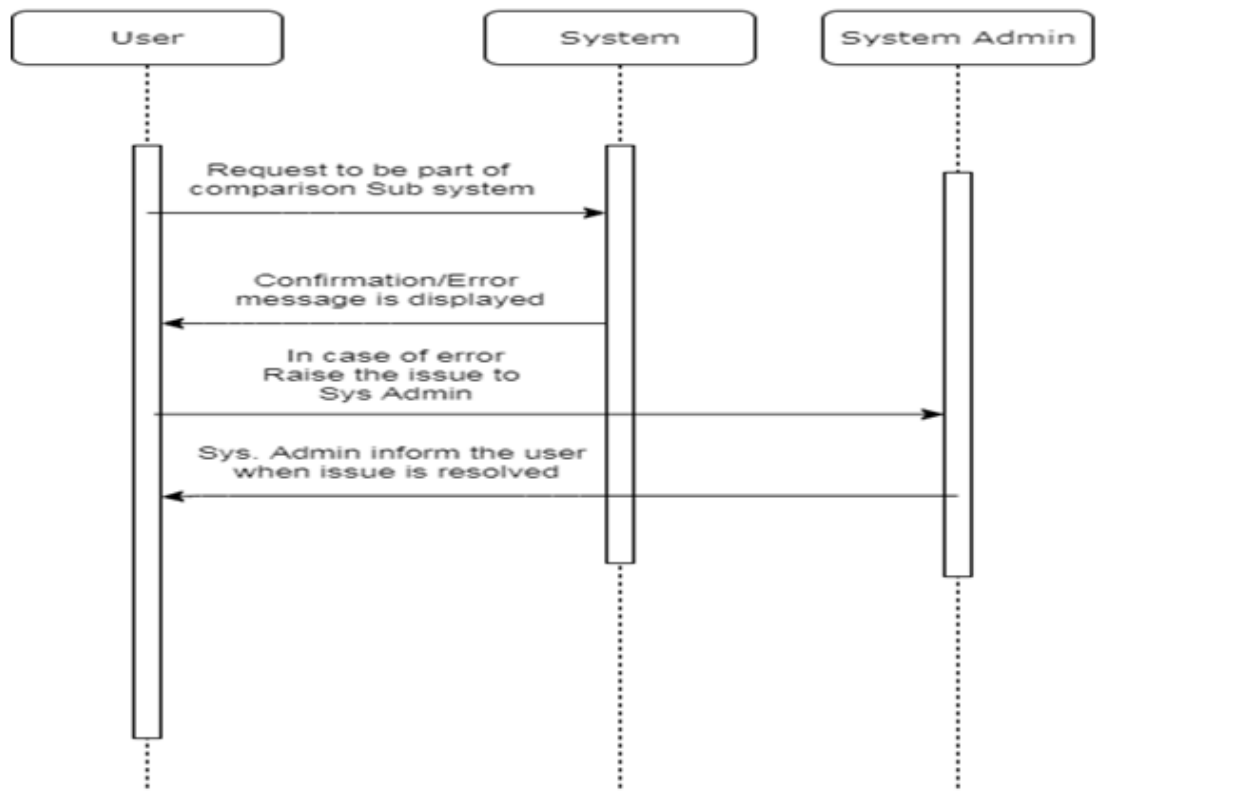 User
System
System Admin
Request to be part of
comparison Sub system
Confirmation/Error
message is displayed
In case of error
Raise the issue to
Sys Admin
Sys. Admin inform the user
when issue is resolved